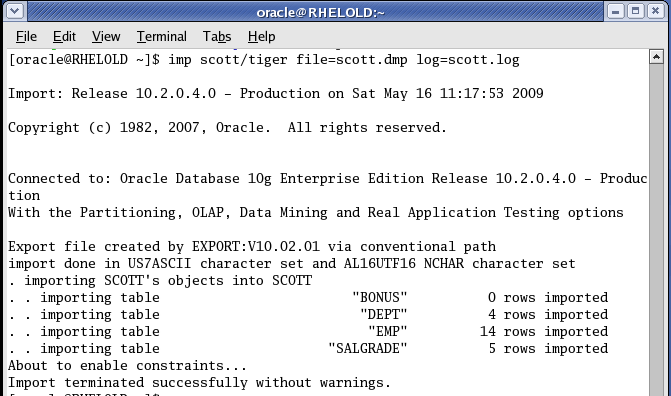 oracle@RHELOLD:~
File Edit View Terminal Tabs Help
[oracle@RHELOLD ~]$ imp scott/tiger file=scott.dmp log=scott.log
Import: Release 10.2.0.4.0 - Production on Sat May 16 11:17:53 2009
Copyright (c) 1982, 2007, Oracle.  All rights reserved.
Connected to: Oracle Database 10g Enterprise Edition Release 10.2.0.4.0 - Produc
tion
With the Partitioning, OLAP, Data Mining and Real Application Testing options
Export file created by EXPORT:V10.02.01 via conventional path
import done in US7ASCII character set and AL16UTF16 NCHAR character set
. importing SCOTT's objects into SCOTT
. . importing table                        "BONUS"          0 rows imported
. . importing table                         "DEPT"          4 rows imported
. . importing table                          "EMP"         14 rows imported
. . importing table                     "SALGRADE"          5 rows imported
About to enable constraints...
Import terminated successfully without warnings.